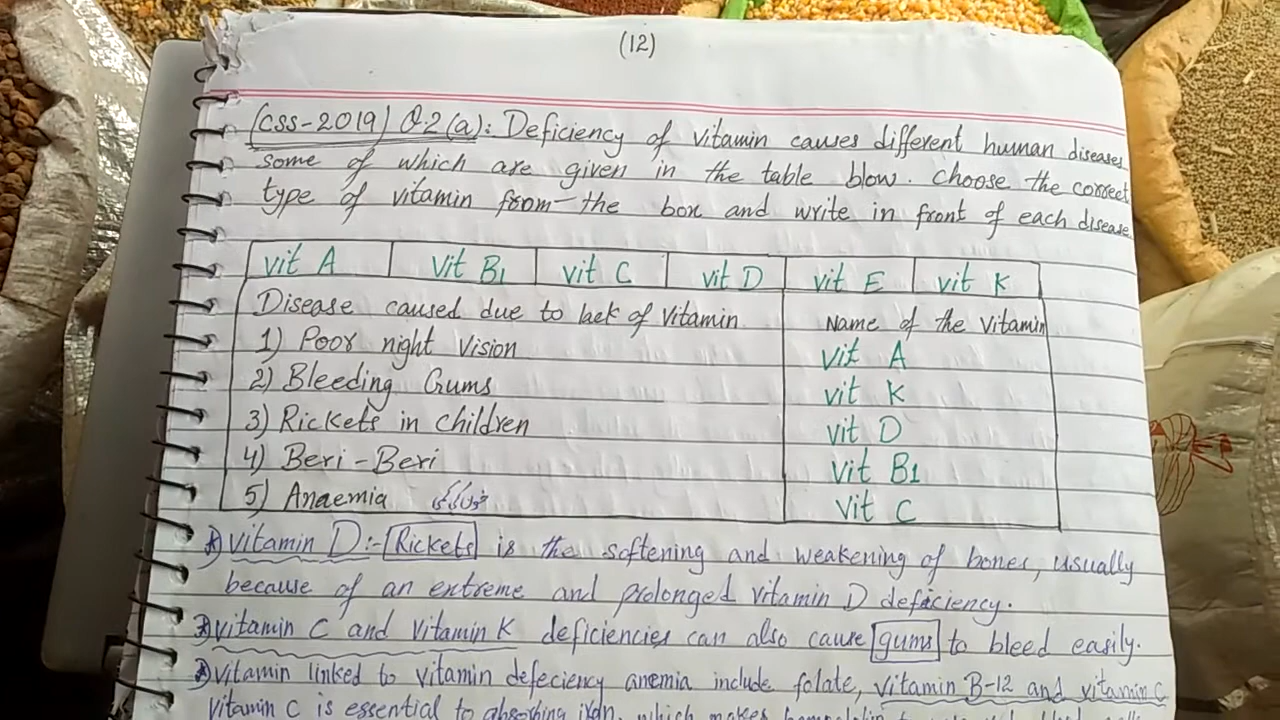 (12)
(CSS-2019) Q.2(a): Deficiency of vitamin causes different human diseases
some of which are given in the table blow. Choose the correct
type of vitamin from the box and write in front of each disease
vit A vit B1 vit C vit D vit E vit K
Disease caused due to lack of vitamin Name of the vitamin
1) Poor night vision vit A
2) Bleeding Gums vit K
3) Rickets in children vit D
4) Beri-Beri vit B1
5) Anaemia vit C
vitamin D:- Rickets is the softening and weakening of bones, usually
because of an extreme and prolonged vitamin D deficiency.
vitamin C and vitamin K deficiencies can also cause gums to bleed easily.
vitamin linked to vitamin defeciency anemia include folate, vitamin B-12 and vitamin C
vitamin C is essential to absorbing iron, which makes